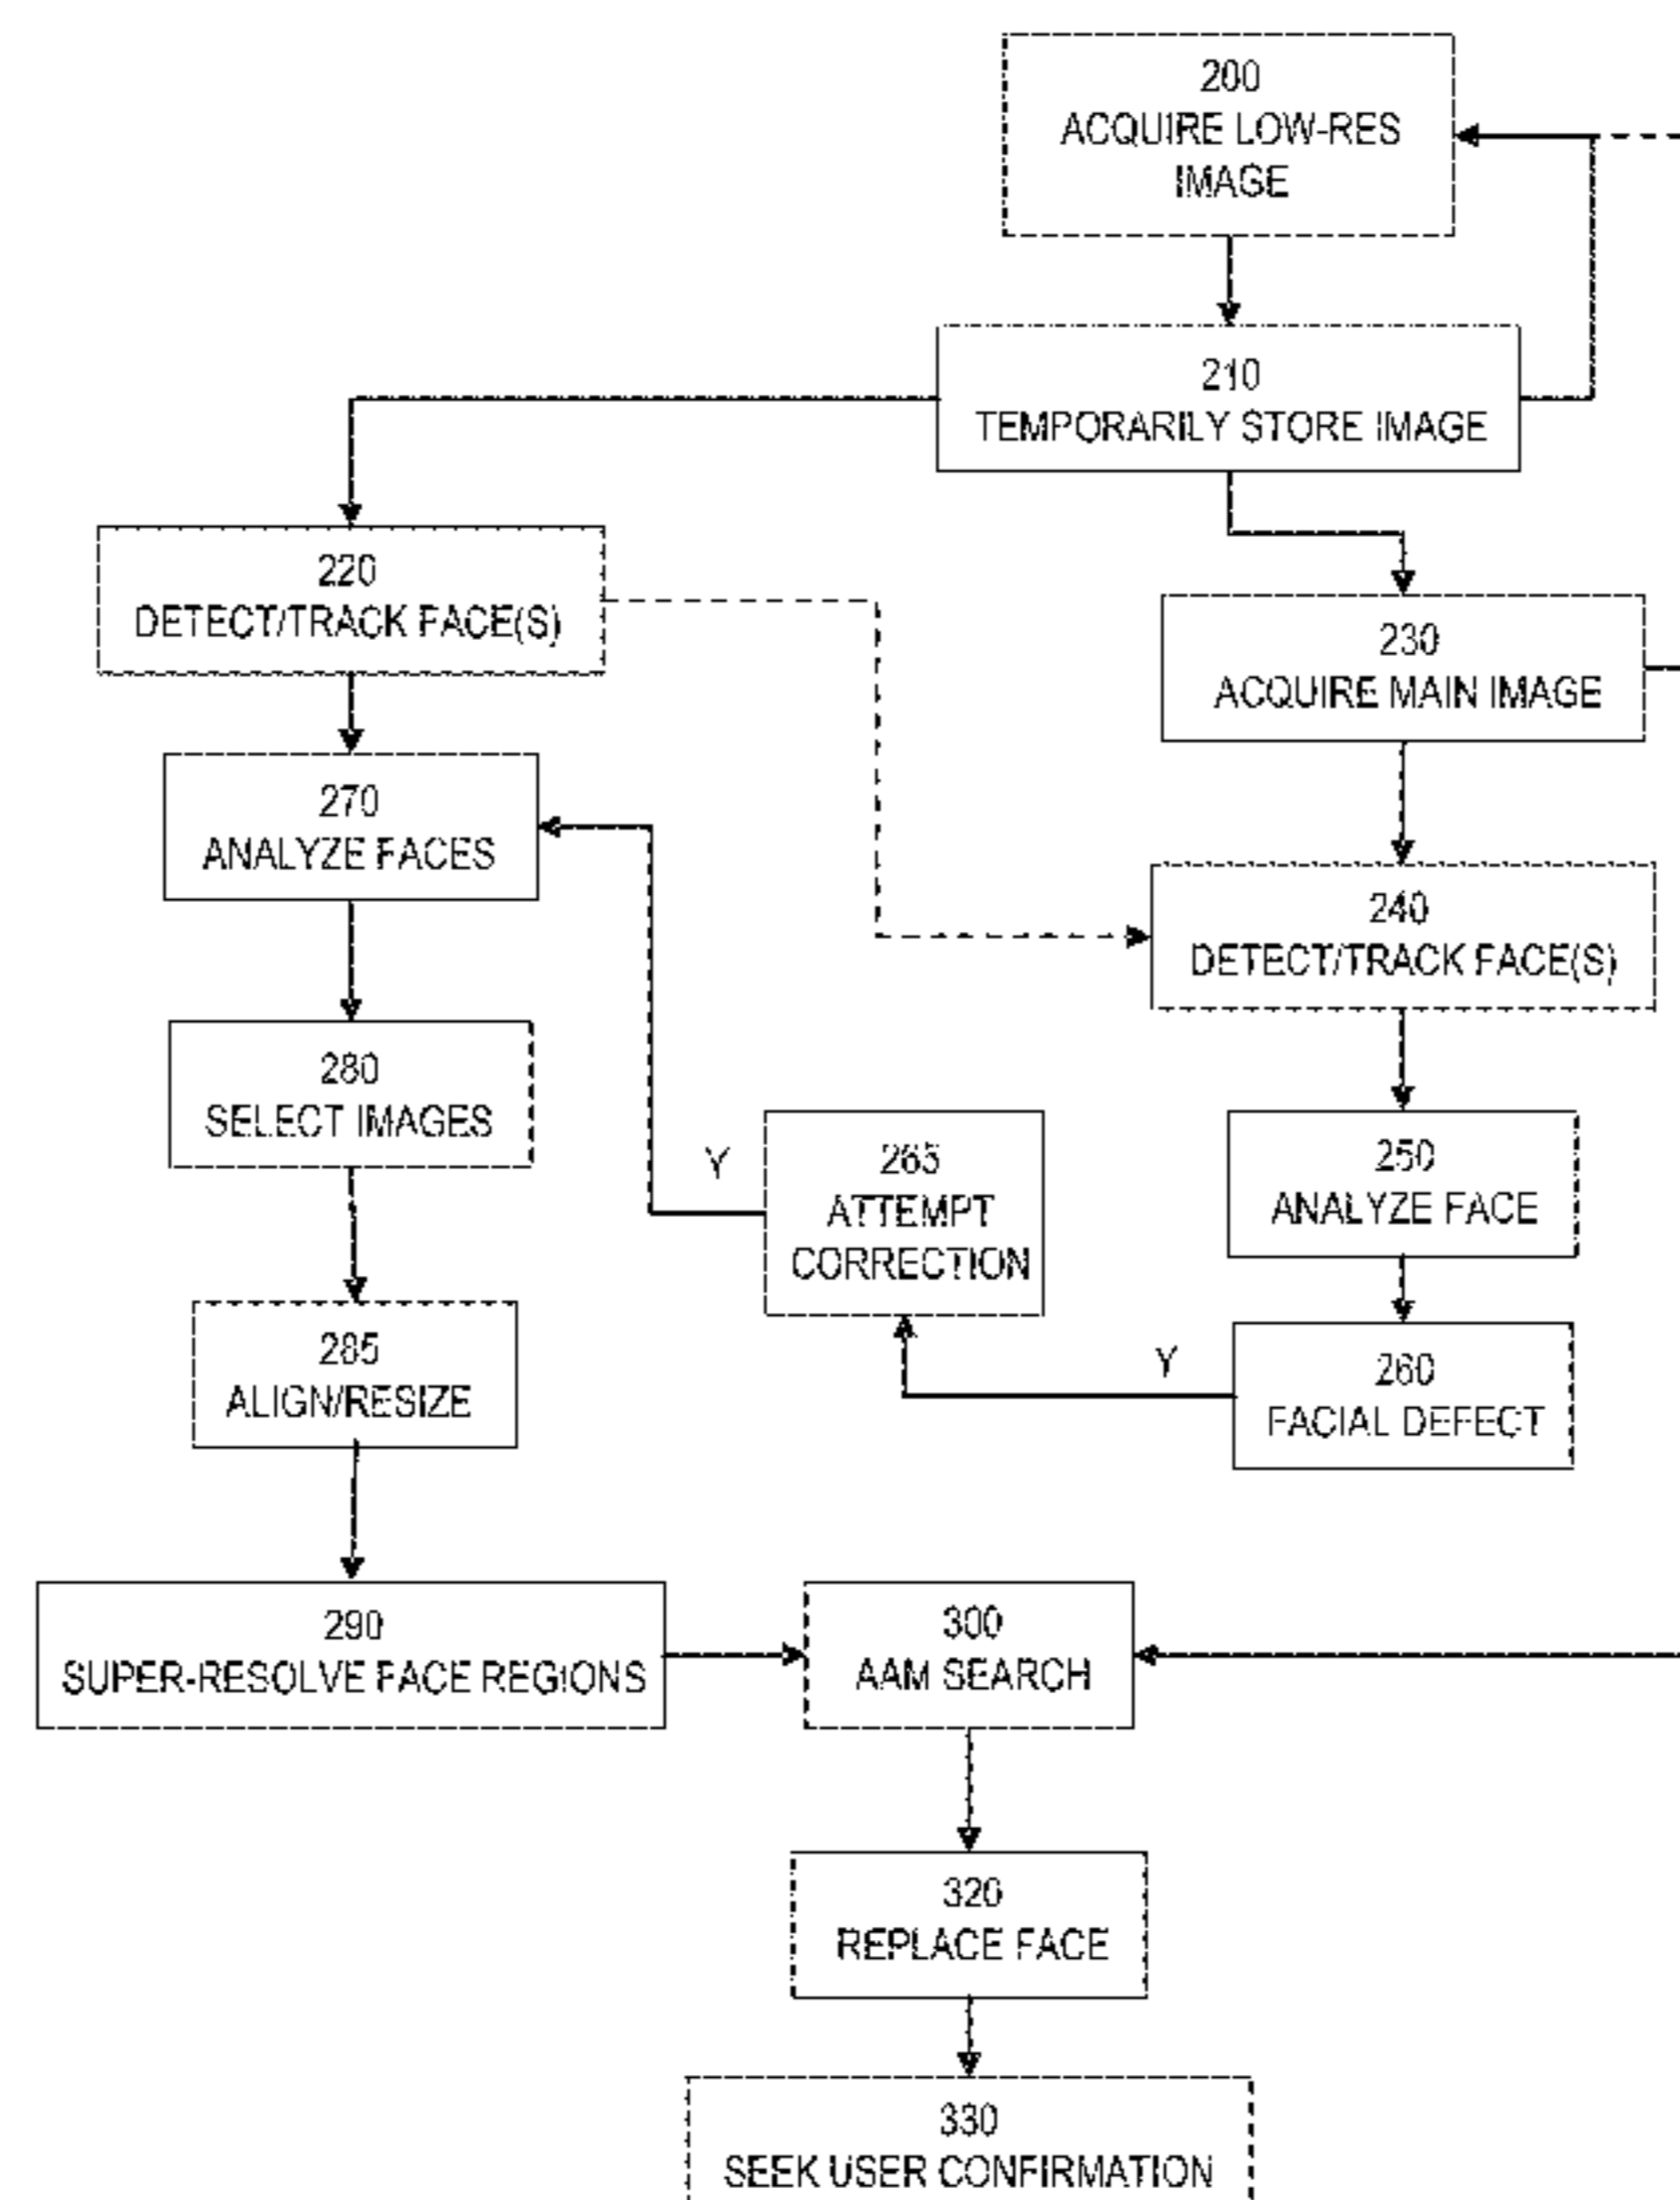 200
ACQUIRE LOW-RES
IMAGE
210
TEMPORARILY STORE IMAGE
220
DETECT/TRACK FACE(S)
230
ACQUIRE MAIN IMAGE
270
ANALYZE FACES
240
DETECT/TRACK FACE(S)
280
SELECT IMAGES
Y
265
ATTEMPT
CORRECTION
250
ANALYZE FACE
285
ALIGN/RESIZE
Y
260
FACIAL DEFECT
290
SUPER-RESOLVE FACE REGIONS
300
AAM SEARCH
320
REPLACE FACE
330
SEEK USER CONFIRMATION